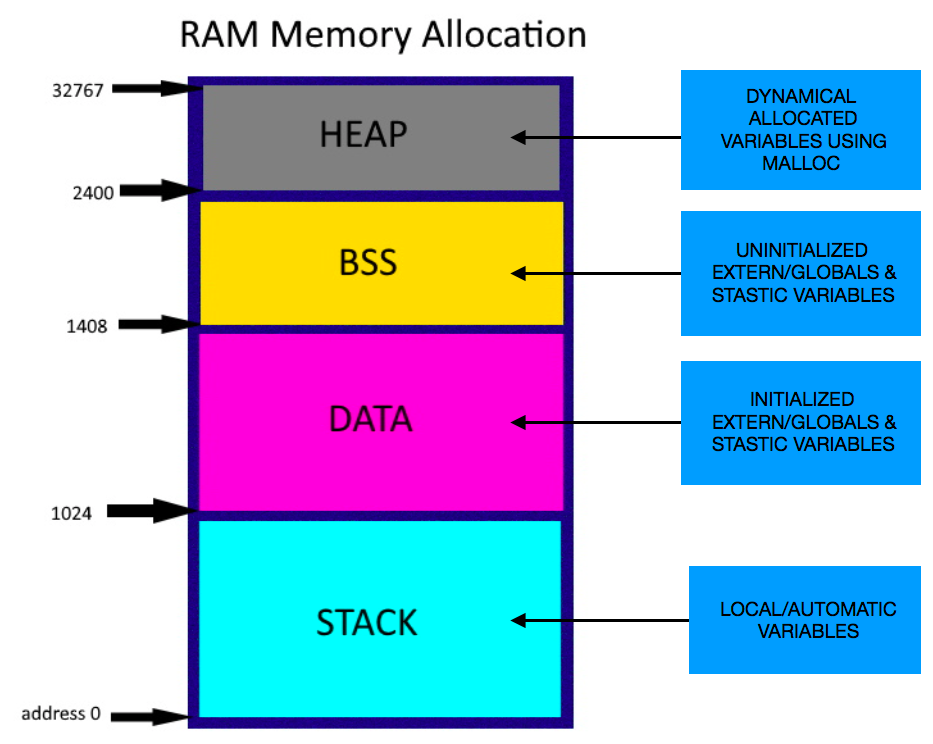 RAM Memory Allocation
32767
HEAP
DYNAMICAL
ALLOCATED
VARIABLES USING
MALLOC
2400
BSS
UNINITIALIZED
EXTERN/GLOBALS &
STASTIC VARIABLES
1408
DATA
INITIALIZED
EXTERN/GLOBALS &
STASTIC VARIABLES
1024
STACK
LOCAL/AUTOMATIC
VARIABLES
address 0